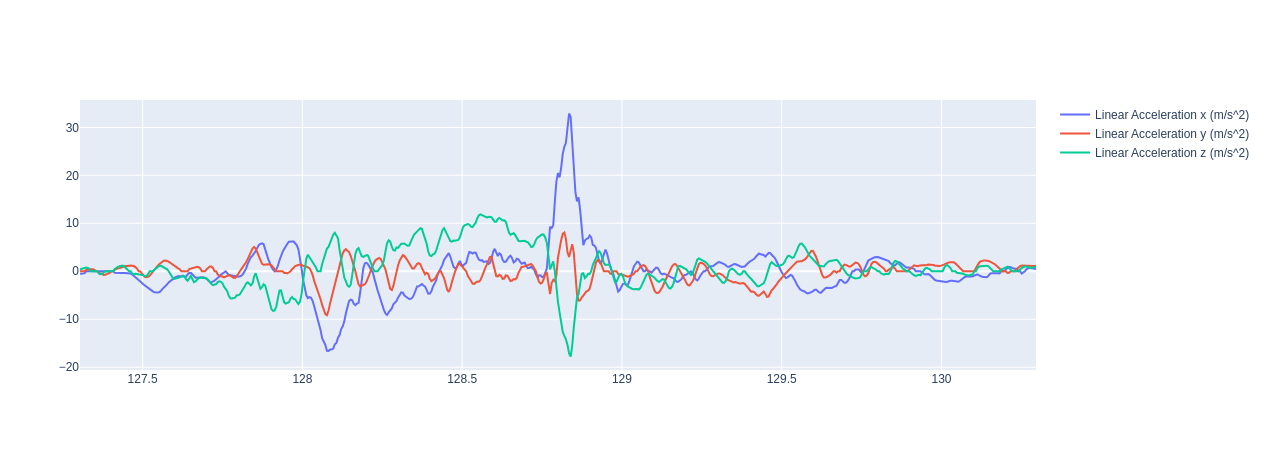 Linear Acceleration x (m/s^2)
Linear Acceleration y (m/s^2)
Linear Acceleration z (m/s^2)
30
20
10
0
−10
−20
127.5 128 128.5 129 129.5 130